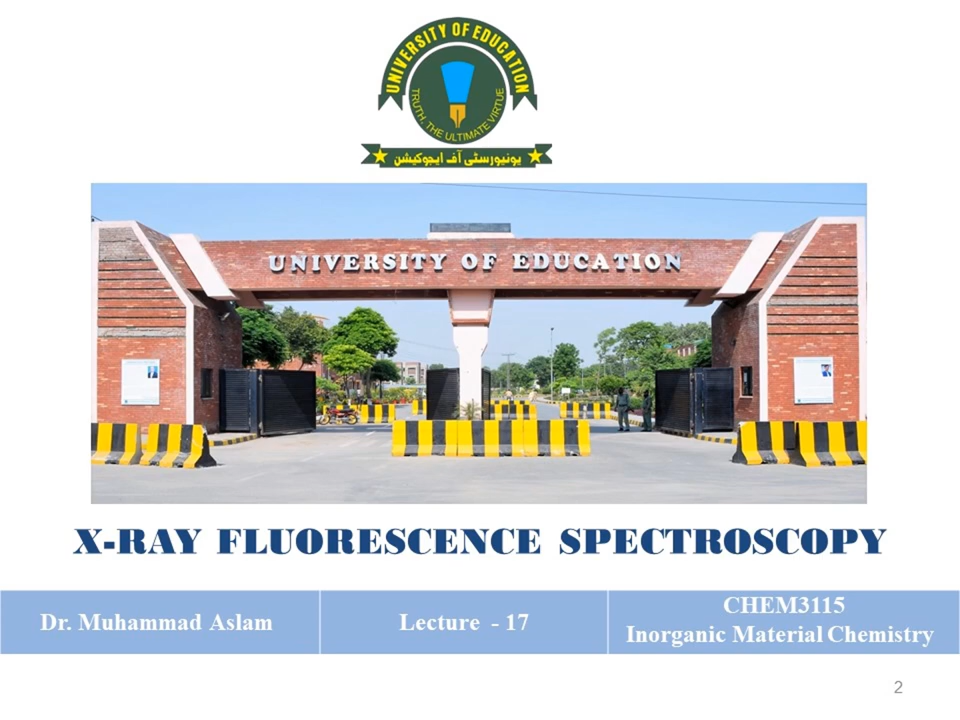 UNIVERSITY OF EDUCATION
TRUTH, THE ULTIMATE VIRTUE
یونیورسٹی آف ایجوکیشن
UNIVERSITY OF EDUCATION
X-RAY FLUORESCENCE SPECTROSCOPY
Dr. Muhammad Aslam
Lecture - 17
CHEM3115
Inorganic Material Chemistry
2